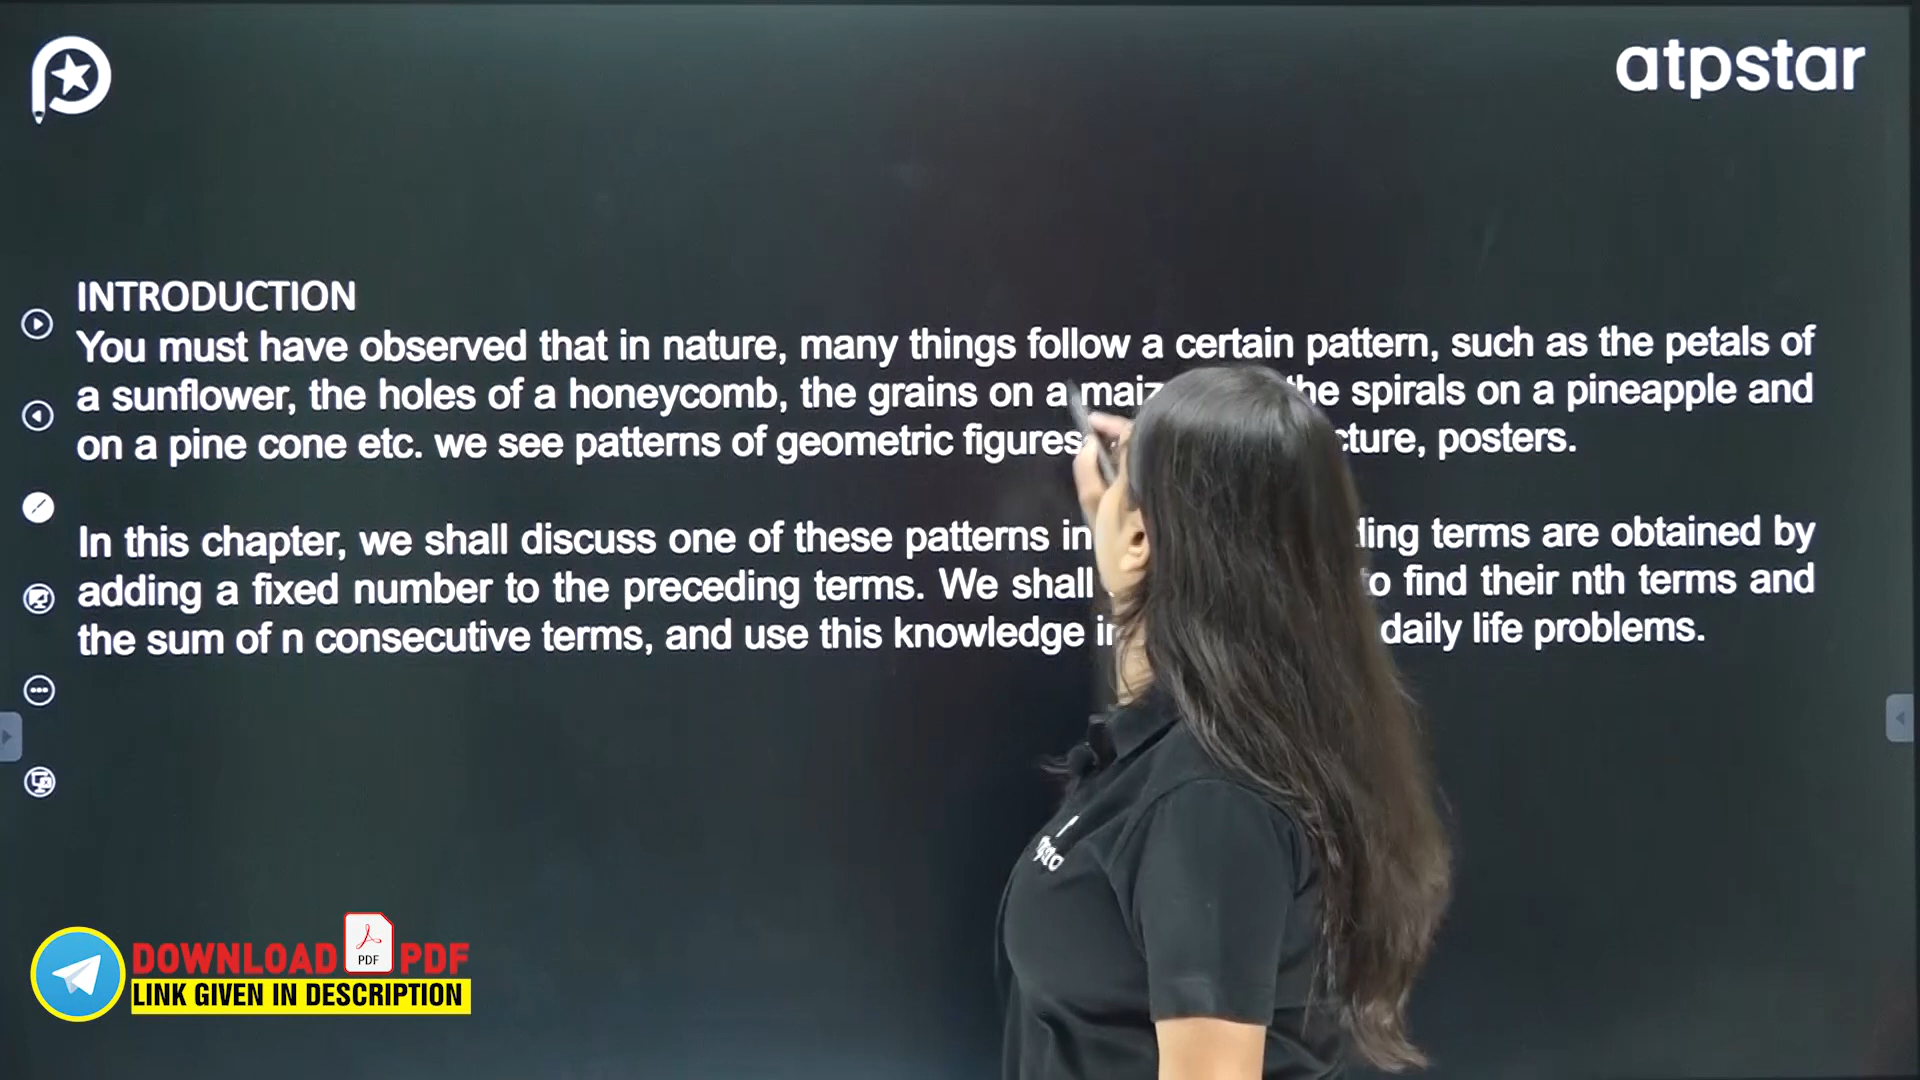 atpstar
INTRODUCTION
You must have observed that in nature, many things follow a certain pattern, such as the petals of
a sunflower, the holes of a honeycomb, the grains on a the spirals on a pineapple and
on a pine cone etc. we see patterns of geometric figures posters.
In this chapter, we shall discuss one of these patterns in terms are obtained by
adding a fixed number to the preceding terms. We shall to find their nth terms and
the sum of n consecutive terms, and use this knowledge daily life problems.
DOWNLOAD PDF PDF
LINK GIVEN IN DESCRIPTION